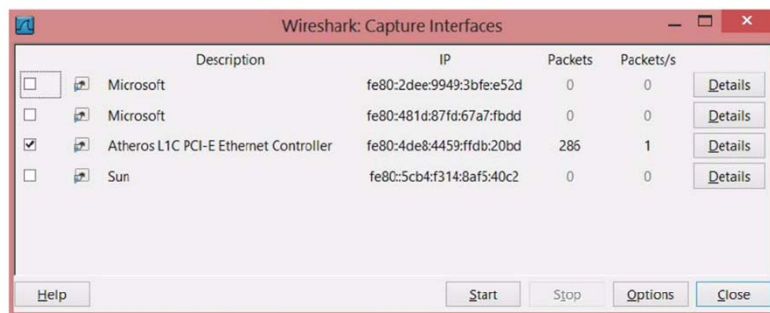 Wireshark: Capture Interfaces
Description IP Packets Packets/s
Microsoft fe80::2dee:9949:3bfe:e52d 0 0 Details
Microsoft fe80::481d:87fd:67a7:fbdd 0 0 Details
Atheros L1C PCI-E Ethernet Controller fe80::4de8:4459:ffdb:20bd 286 1 Details
Sun fe80::5cb4:f314:8af5:40c2 0 0 Details
Help Start Stop Options Close